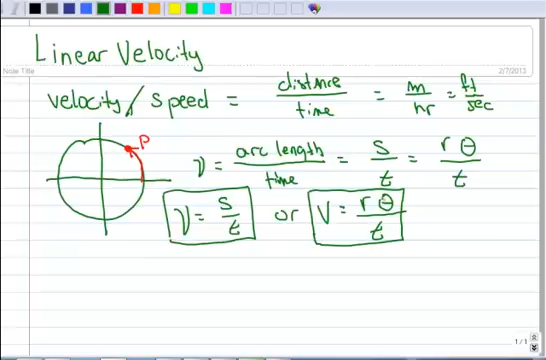 Linear Velocity
Note Title
2/7/2013
velocity/speed = distance/time = m/hr = ft/sec
P
v = arc length/time = s/t = rθ/t
v = s/t or v = rθ/t
1/1